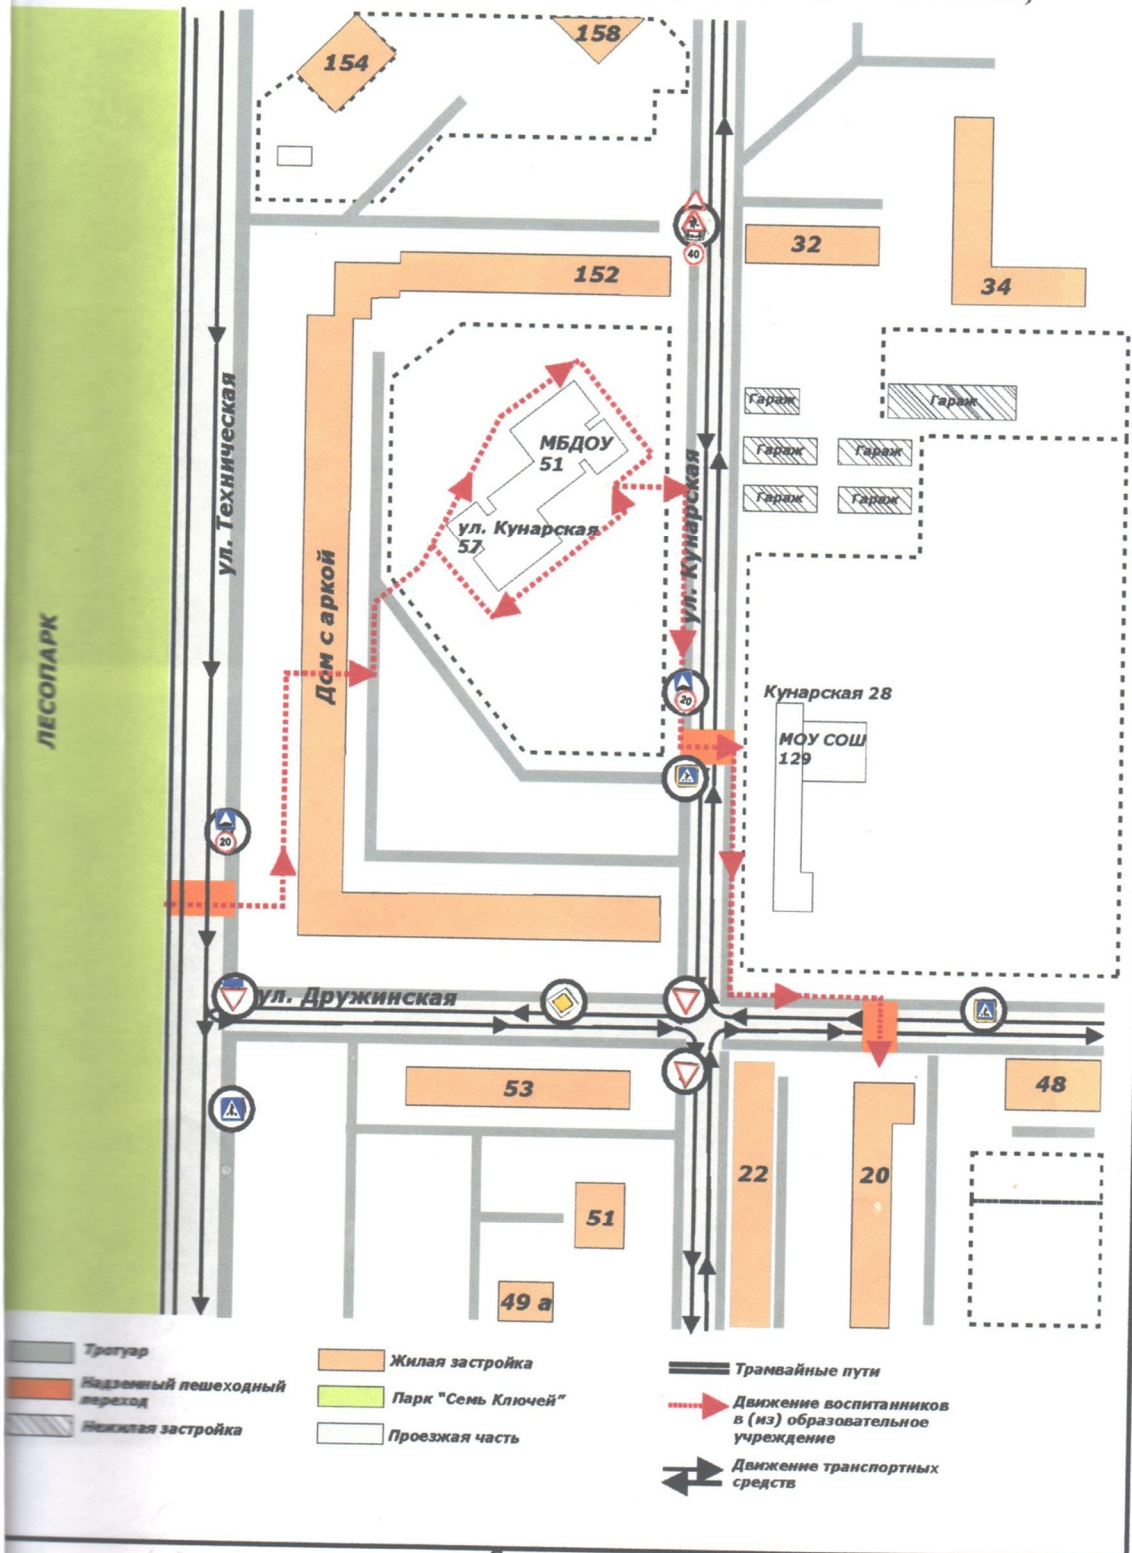 154
158
152
32
34
ул. Техническая
Гараж
Гараж
МБДОУ
51
Гараж
Гараж
ул. Кунарская
57
ул. Кунарская
Гараж
Гараж
Дом с аркой
ЛЕСОПАРК
40
20
Кунарская 28
МОУ СОШ
129
20
ул. Дружинская
53
48
22
20
51
49 а
Тротуар
Надземный пешеходный
переход
Нежилая застройка
Жилая застройка
Парк "Семь Ключей"
Проезжая часть
Трамвайные пути
Движение воспитанников
в (из) образовательное
учреждение
Движение транспортных
средств